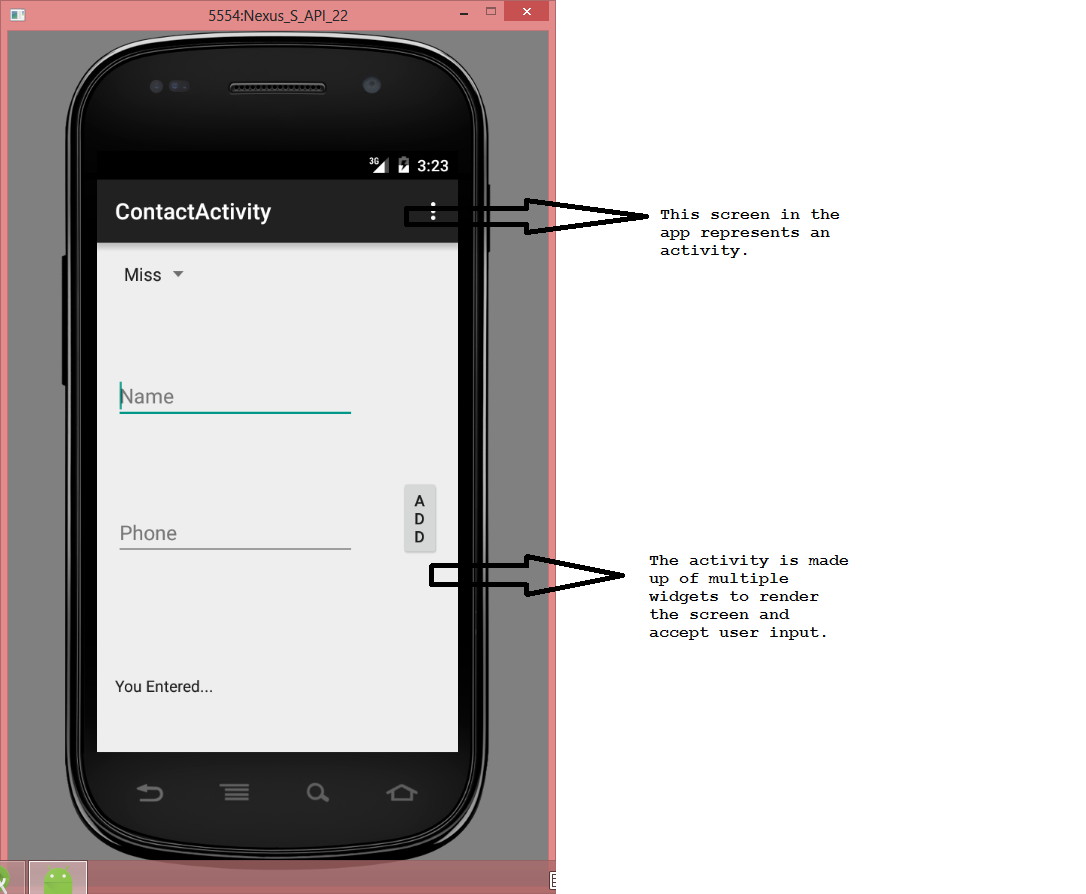 5554:Nexus_S_API_22
3G 3:23
ContactActivity
This screen in the
app represents an
activity.
Miss
Name
Phone
A
D
D
The activity is made
up of multiple
widgets to render
the screen and
accept user input.
You Entered...